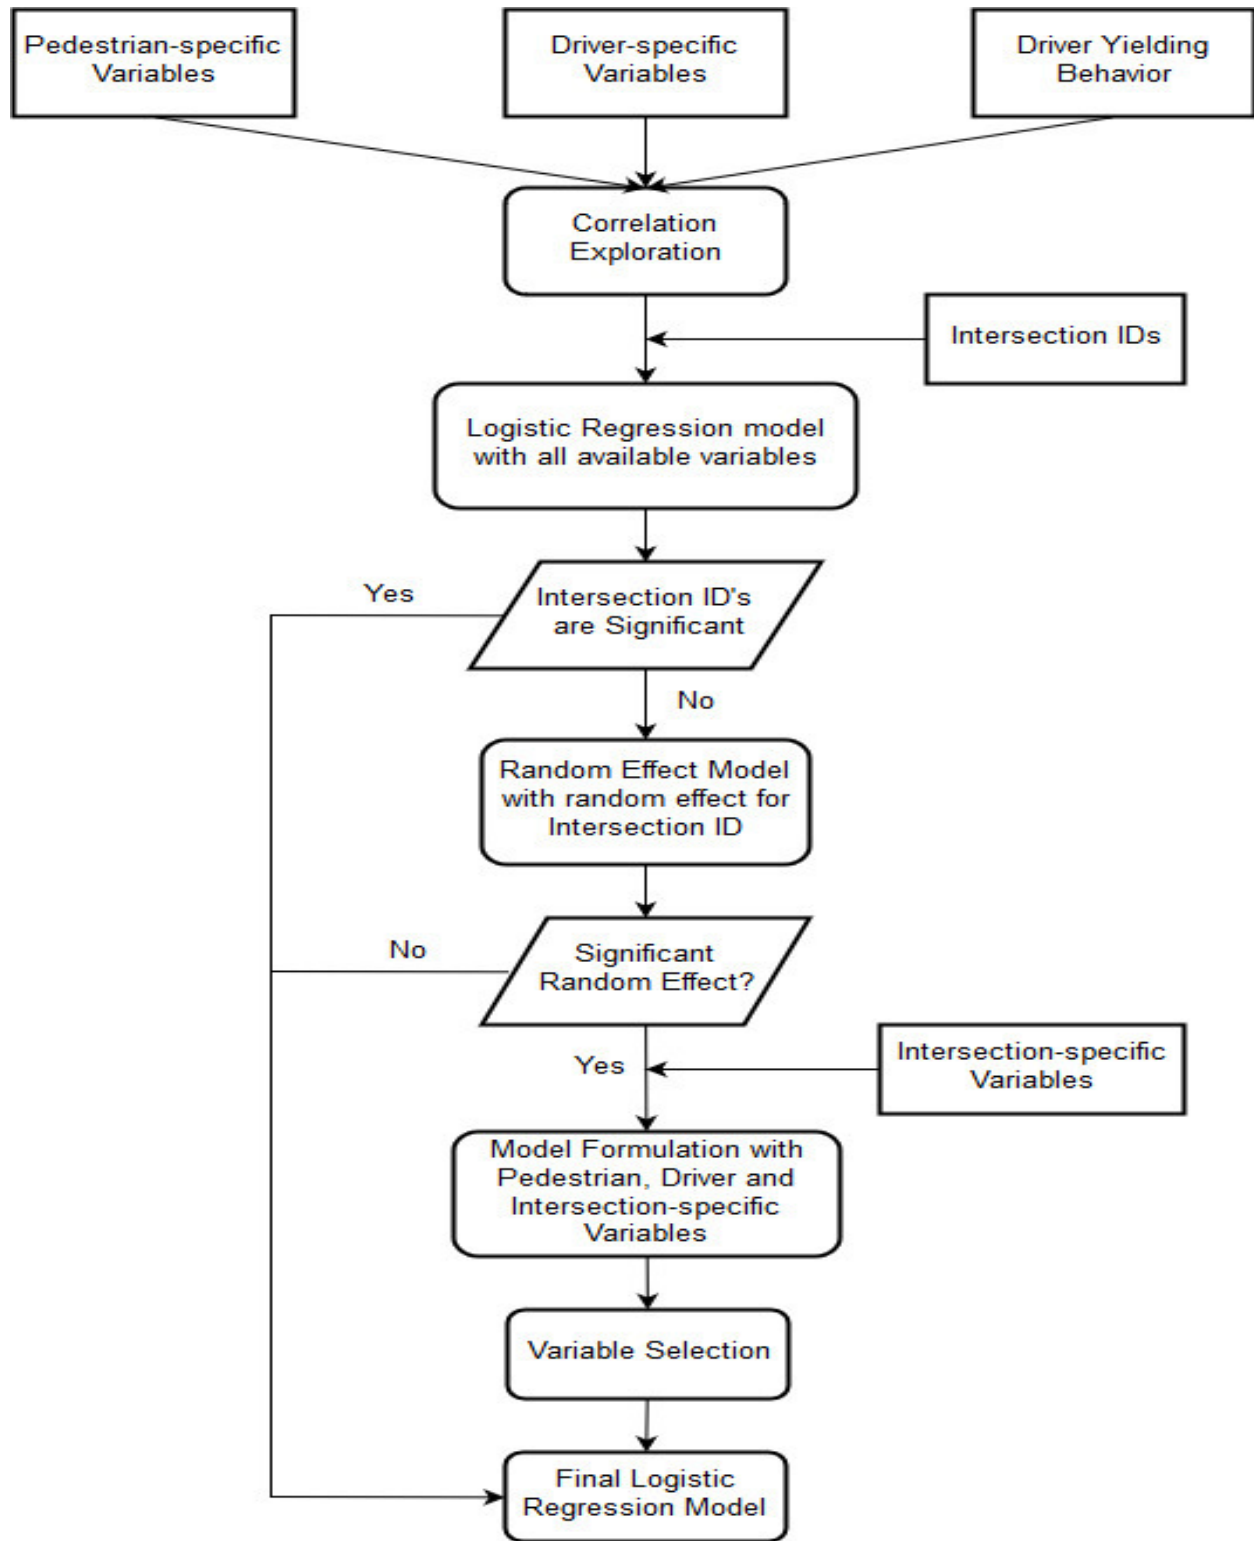 Pedestrian-specific
Variables
Driver-specific
Variables
Driver Yielding
Behavior
Correlation
Exploration
Intersection IDs
Logistic Regression model
with all available variables
Yes
Intersection ID's
are Significant
No
Random Effect Model
with random effect for
Intersection ID
No
Significant
Random Effect?
Yes
Intersection-specific
Variables
Model Formulation with
Pedestrian, Driver and
Intersection-specific
Variables
Variable Selection
Final Logistic
Regression Model